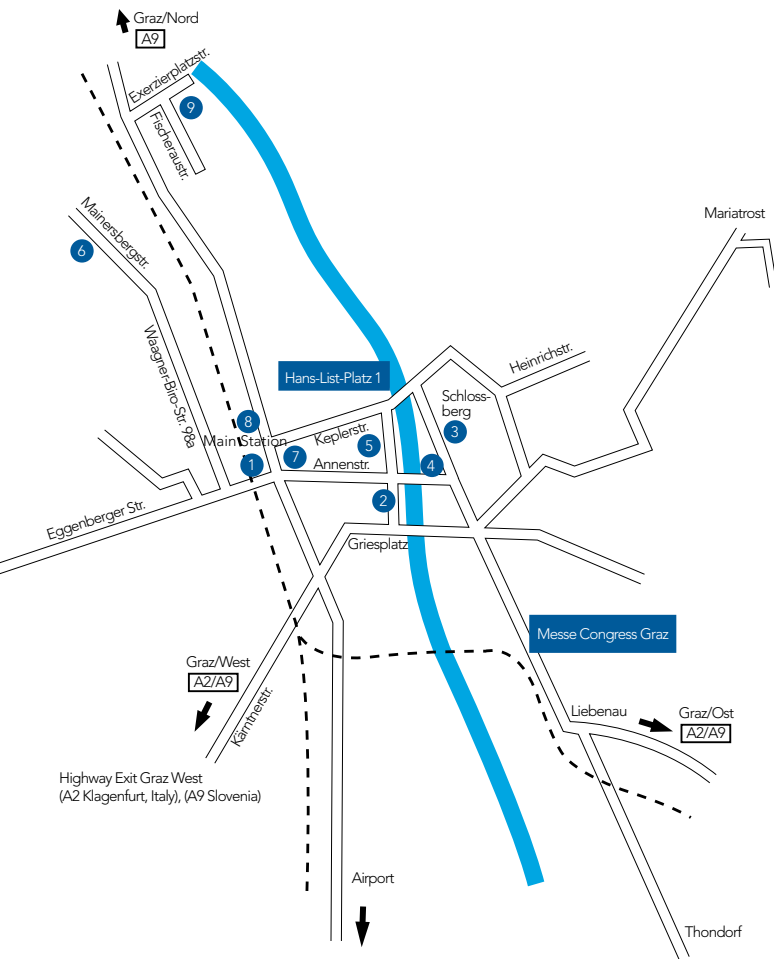 Graz/Nord
A9
Exerzierplatzstr.
9
Fischeraustr.
Mainersbergstr.
6
Mariatrost
Waagner-Biro-Str. 98a
Hans-List-Platz 1
Heinrichstr.
Schloss-
berg
3
8
Main Station
Keplerstr.
5
7
Annenstr.
1
4
2
Eggenberger Str.
Griesplatz
Messe Congress Graz
Graz/West
A2/A9
Kärntnerstr.
Liebenau
Graz/Ost
A2/A9
Highway Exit Graz West
(A2 Klagenfurt, Italy), (A9 Slovenia)
Airport
Thondorf